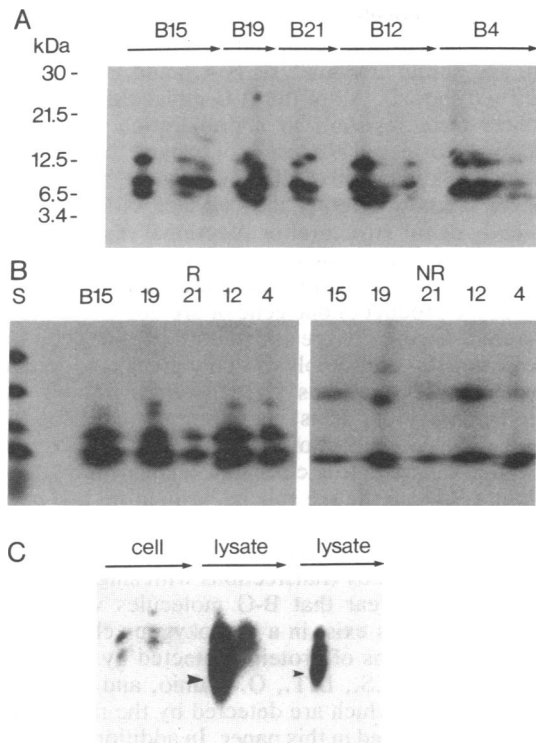 A
B15 B19 B21 B12 B4
kDa
30 -
21.5-
12.5-
6.5-
3.4-
B
R NR
S B15 19 21 12 4 15 19 21 12 4
C
cell lysate lysate